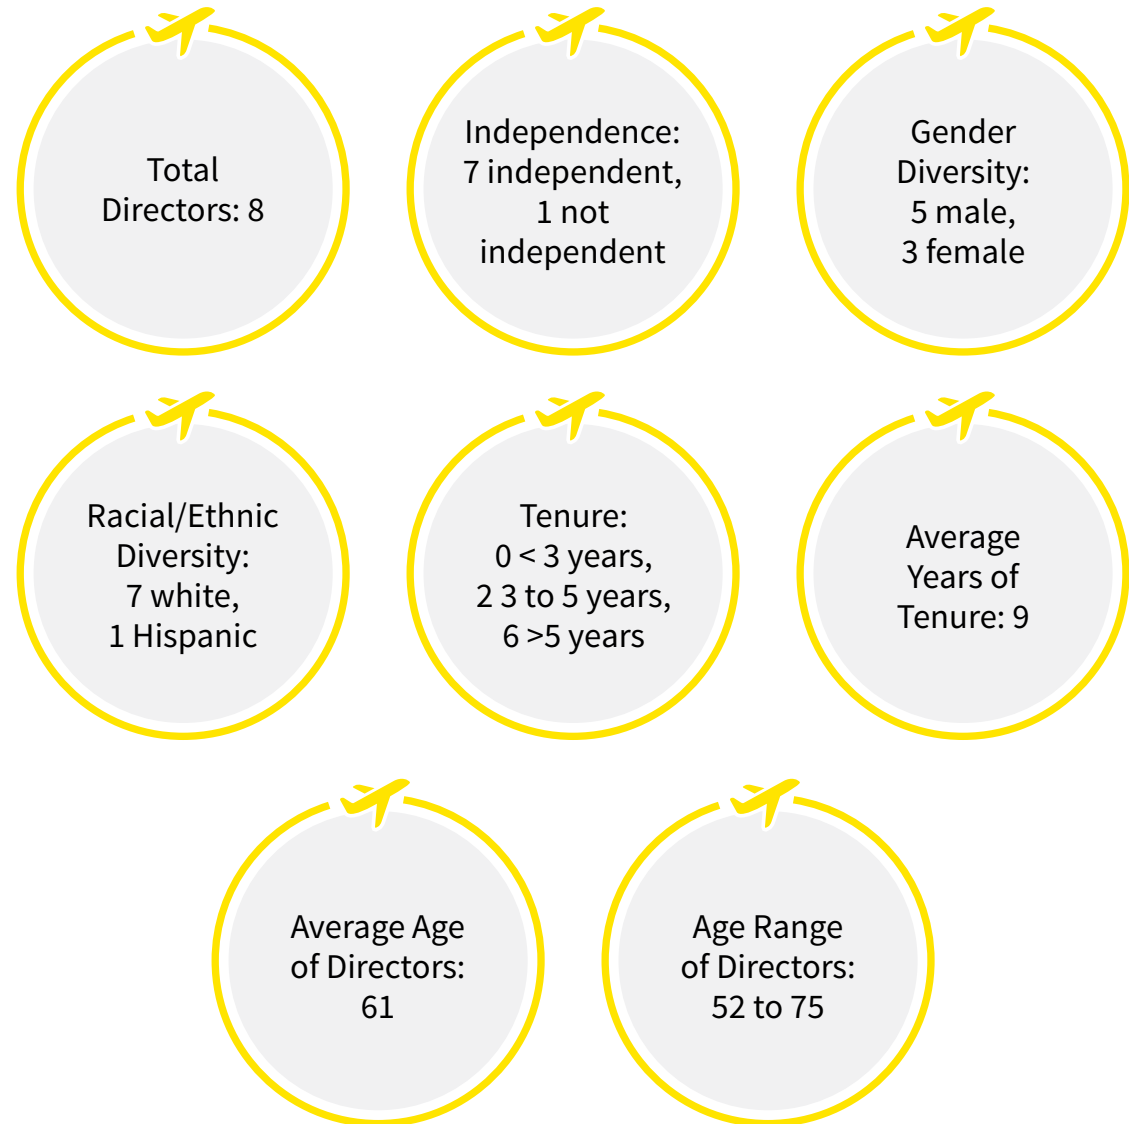 Total
Directors: 8
Independence:
7 independent,
1 not
independent
Gender
Diversity:
5 male,
3 female
Racial/Ethnic
Diversity:
7 white,
1 Hispanic
Tenure:
0 < 3 years,
2 3 to 5 years,
6 >5 years
Average
Years of
Tenure: 9
Average Age
of Directors:
61
Age Range
of Directors:
52 to 75